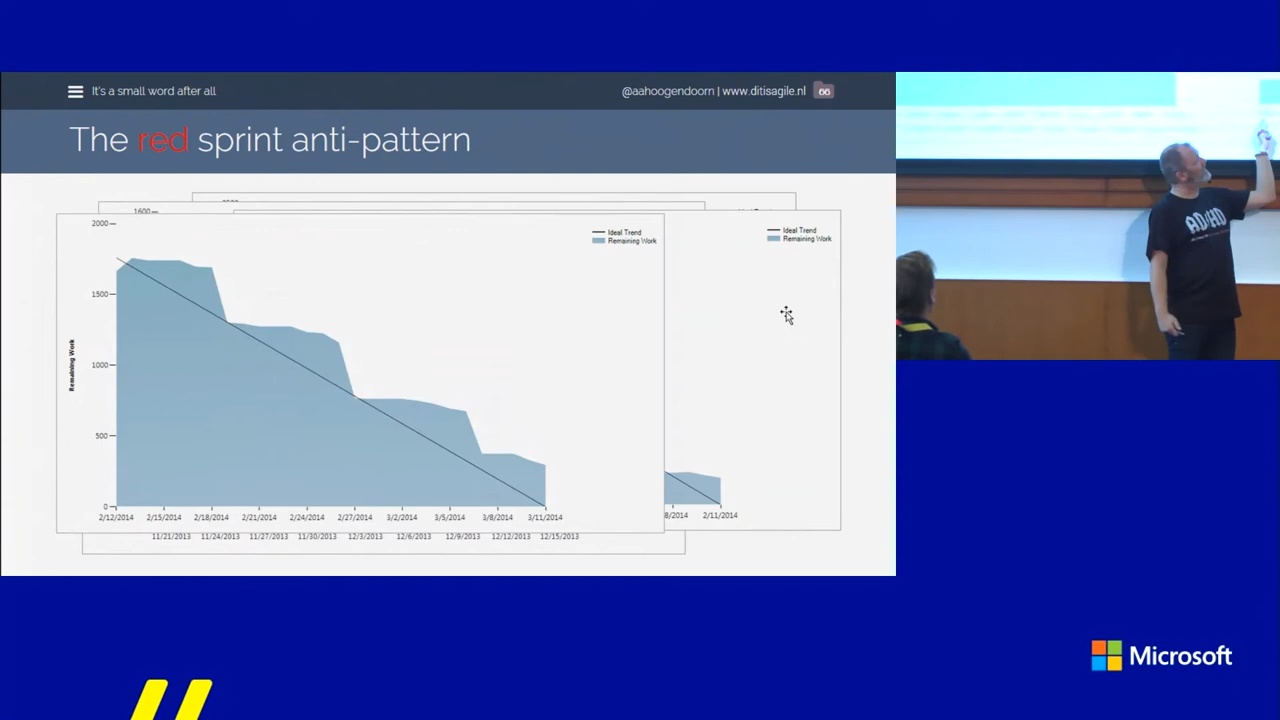 It's a small word after all
@aahoogendoorn | www.ditisagile.nl
The red sprint anti-pattern
1600
2000
Ideal Trend
Remaining Work
Ideal Trend
Remaining Work
1500
1000
Remaining Work
500
0
2/12/2014 2/15/2014 2/18/2014 2/21/2014 2/24/2014 2/27/2014 3/2/2014 3/5/2014 3/8/2014 3/11/2014
8/2014 2/11/2014
11/21/2013 11/24/2013 11/27/2013 11/30/2013 12/3/2013 12/6/2013 12/9/2013 12/12/2013 12/15/2013
AD/HD
Microsoft